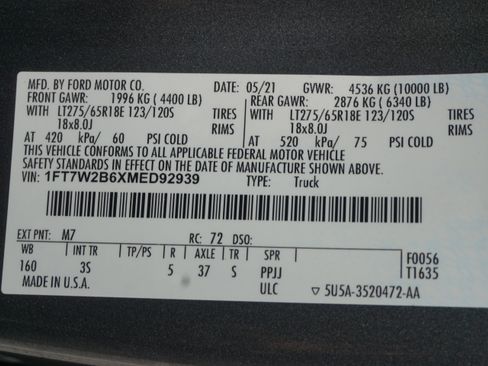 MFD. BY FORD MOTOR CO. DATE: 05/21 GVWR: 4536 KG (10000 LB)
FRONT GAWR: 1996 KG (4400 LB) REAR GAWR: 2876 KG (6340 LB)
WITH LT275/65R18E 123/120S TIRES WITH LT275/65R18E 123/120S TIRES
18x8.0J RIMS 18x8.0J RIMS
AT 420 kPa/ 60 PSI COLD AT 520 kPa/ 75 PSI COLD
THIS VEHICLE CONFORMS TO ALL APPLICABLE FEDERAL MOTOR VEHICLE
SAFETY STANDARDS IN EFFECT ON THE DATE OF MANUFACTURE SHOWN ABOVE.
VIN: 1FT7W2B6XMED92939 TYPE: Truck
EXT PNT: M7 RC: 72 DSO:
WB INT TR TP/PS R AXLE TR SPR F0056
160 3S 5 37 S PPJJ T1635
MADE IN U.S.A. ULC ▽ 5U5A-3520472-AA